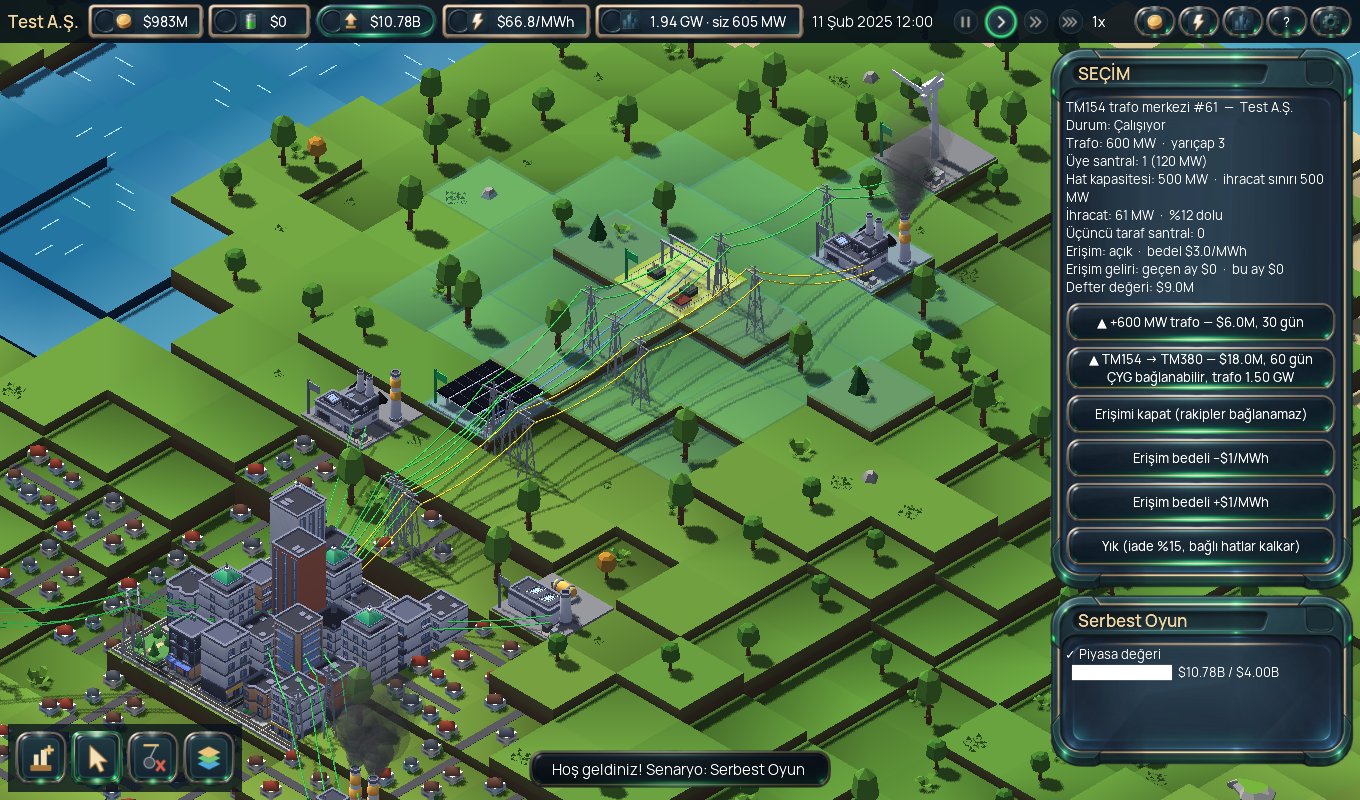 Test A.Ş.
$983M
$0
$10.78B
$66.8/MWh
1.94 GW · siz 605 MW
11 Şub 2025 12:00
1x
?
SEÇİM
TM154 trafo merkezi #61 — Test A.Ş.
Durum: Çalışıyor
Trafo: 600 MW · yarıçap 3
Üye santral: 1 (120 MW)
Hat kapasitesi: 500 MW · ihracat sınırı 500
MW
İhracat: 61 MW · %12 dolu
Üçüncü taraf santral: 0
Erişim: açık · bedel $3.0/MWh
Erişim geliri: geçen ay $0 · bu ay $0
Defter değeri: $9.0M
▲ +600 MW trafo — $6.0M, 30 gün
▲ TM154 → TM380 — $18.0M, 60 gün
ÇYG bağlanabilir, trafo 1.50 GW
Erişimi kapat (rakipler bağlanamaz)
Erişim bedeli −$1/MWh
Erişim bedeli +$1/MWh
Yık (iade %15, bağlı hatlar kalkar)
Serbest Oyun
✓ Piyasa değeri
$10.78B / $4.00B
Hoş geldiniz! Senaryo: Serbest Oyun